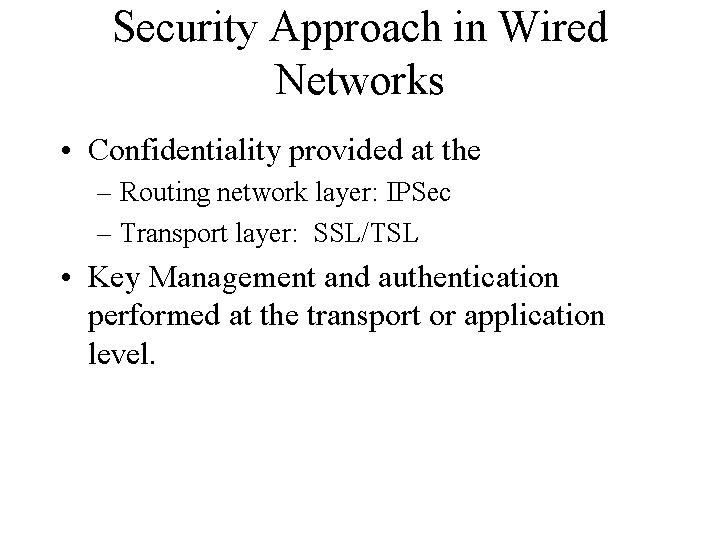 Security Approach in Wired
Networks
• Confidentiality provided at the
– Routing network layer: IPSec
– Transport layer:  SSL/TSL
• Key Management and authentication
performed at the transport or application
level.